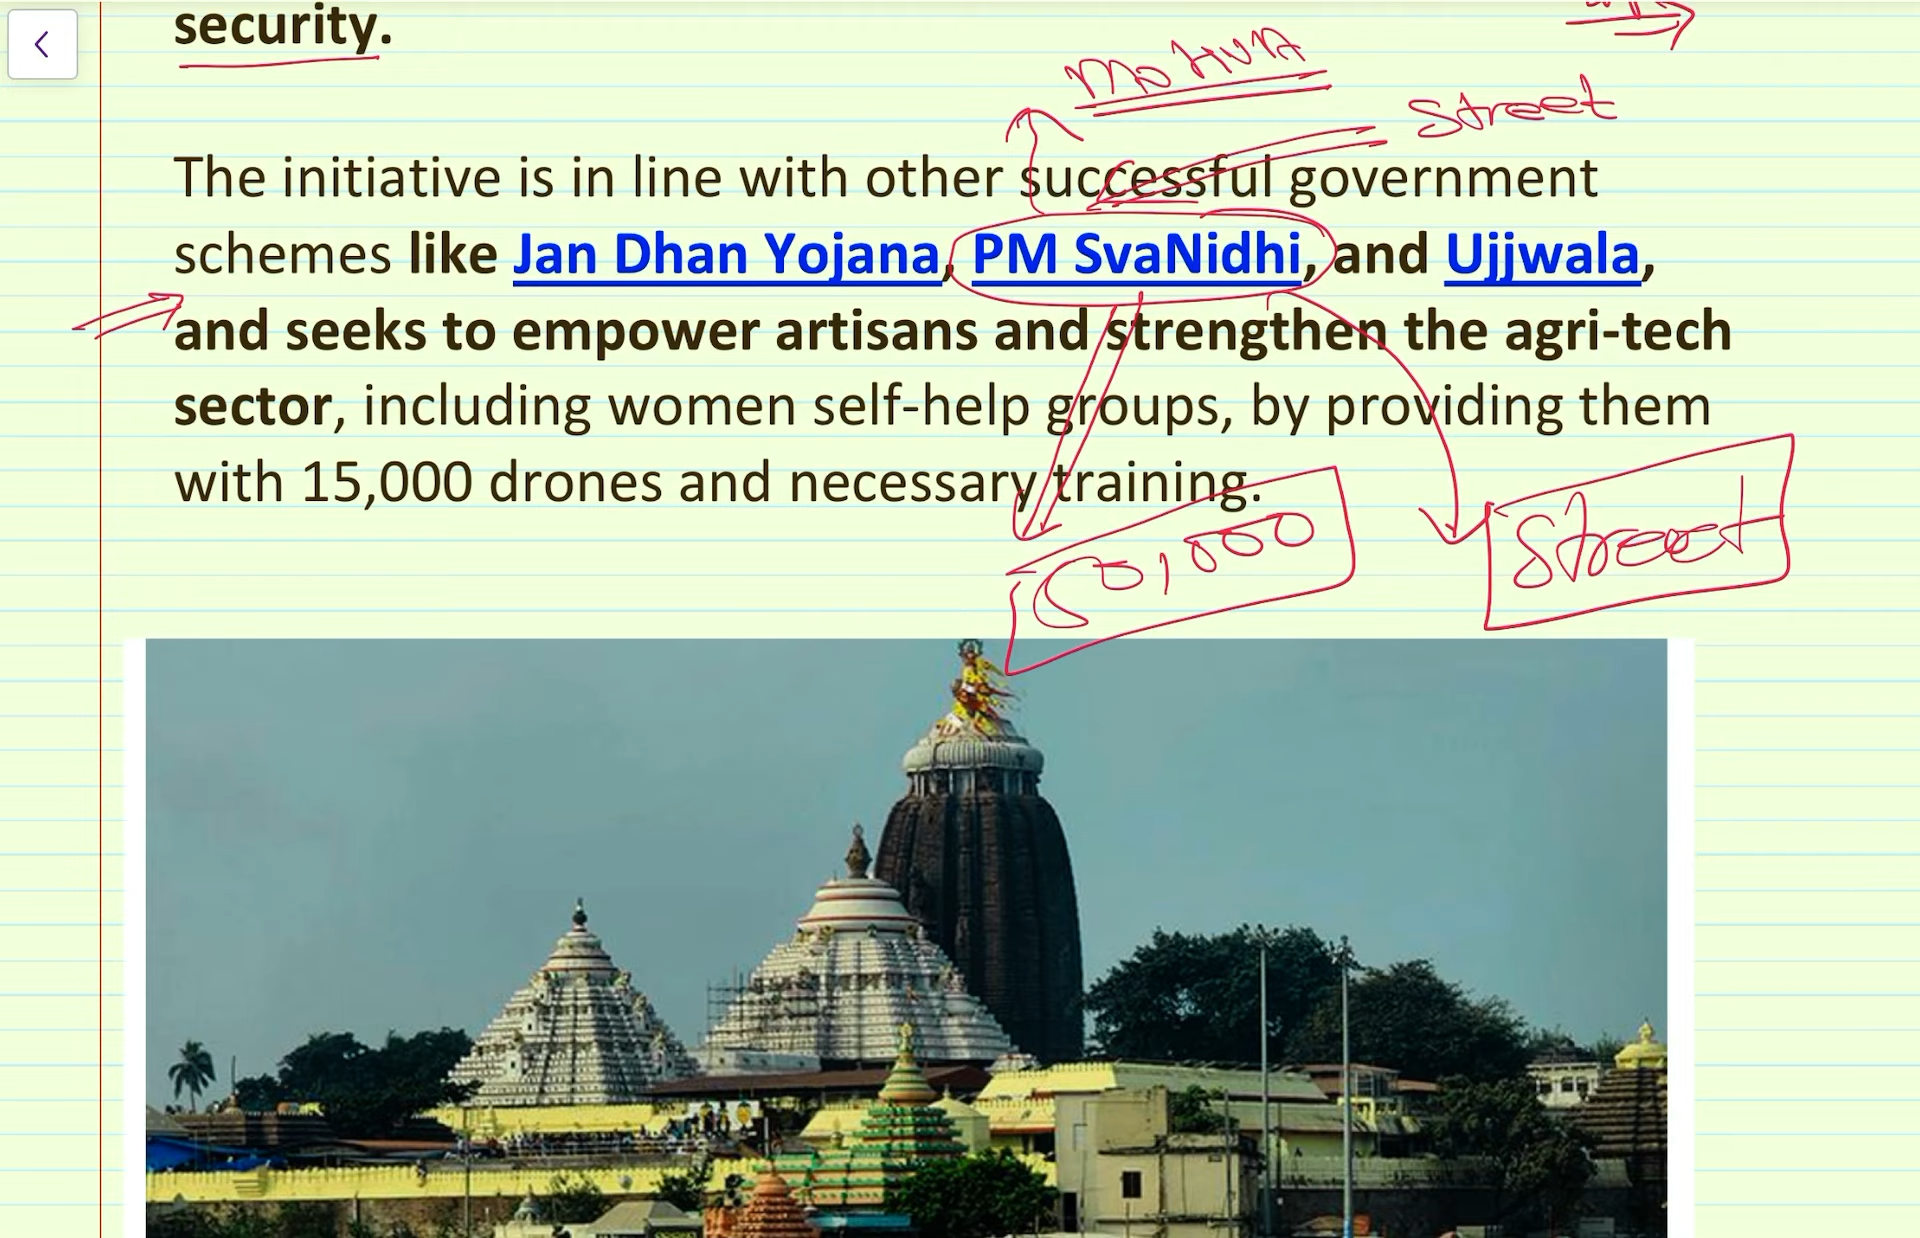 security.
MOHUA
Street
The initiative is in line with other successful government
schemes like Jan Dhan Yojana, PM SvaNidhi, and Ujjwala,
and seeks to empower artisans and strengthen the agri-tech
sector, including women self-help groups, by providing them
with 15,000 drones and necessary training.
50,000
Street